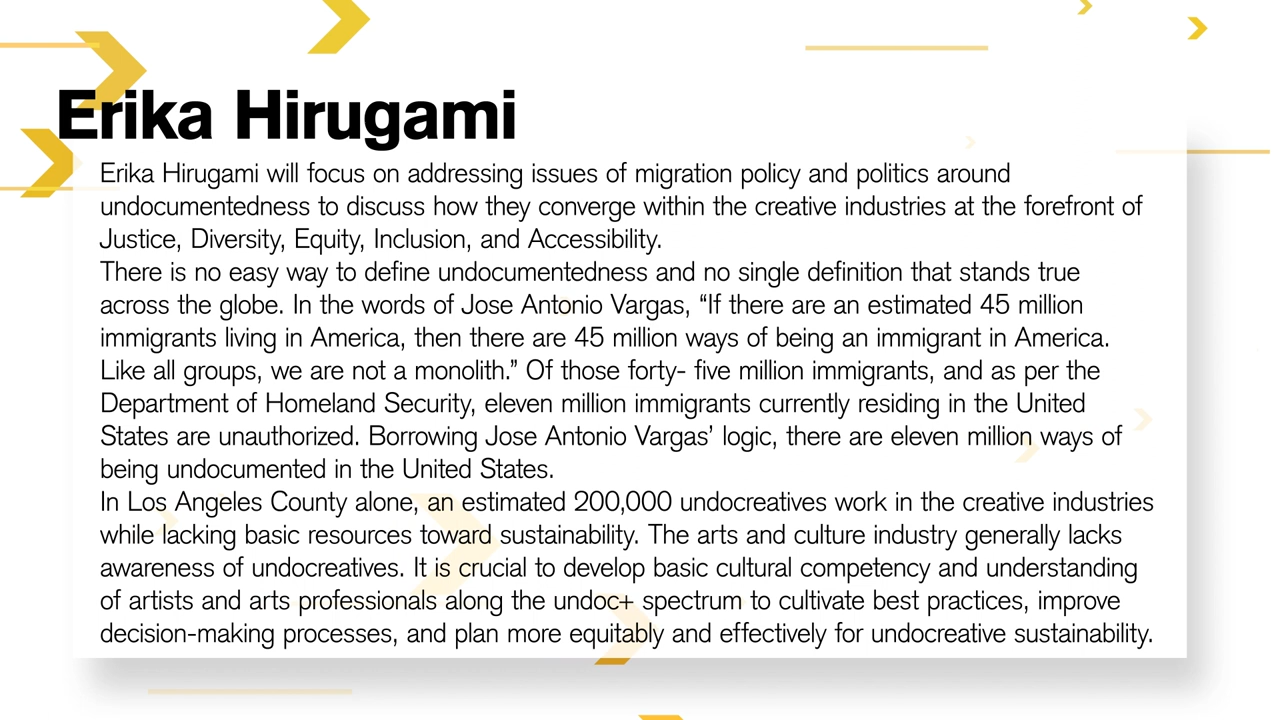 Erika Hirugami
Erika Hirugami will focus on addressing issues of migration policy and politics around
undocumentedness to discuss how they converge within the creative industries at the forefront of
Justice, Diversity, Equity, Inclusion, and Accessibility.
There is no easy way to define undocumentedness and no single definition that stands true
across the globe. In the words of Jose Antonio Vargas, “If there are an estimated 45 million
immigrants living in America, then there are 45 million ways of being an immigrant in America.
Like all groups, we are not a monolith.” Of those forty- five million immigrants, and as per the
Department of Homeland Security, eleven million immigrants currently residing in the United
States are unauthorized. Borrowing Jose Antonio Vargas’ logic, there are eleven million ways of
being undocumented in the United States.
In Los Angeles County alone, an estimated 200,000 undocreatives work in the creative industries
while lacking basic resources toward sustainability. The arts and culture industry generally lacks
awareness of undocreatives. It is crucial to develop basic cultural competency and understanding
of artists and arts professionals along the undoc+ spectrum to cultivate best practices, improve
decision-making processes, and plan more equitably and effectively for undocreative sustainability.